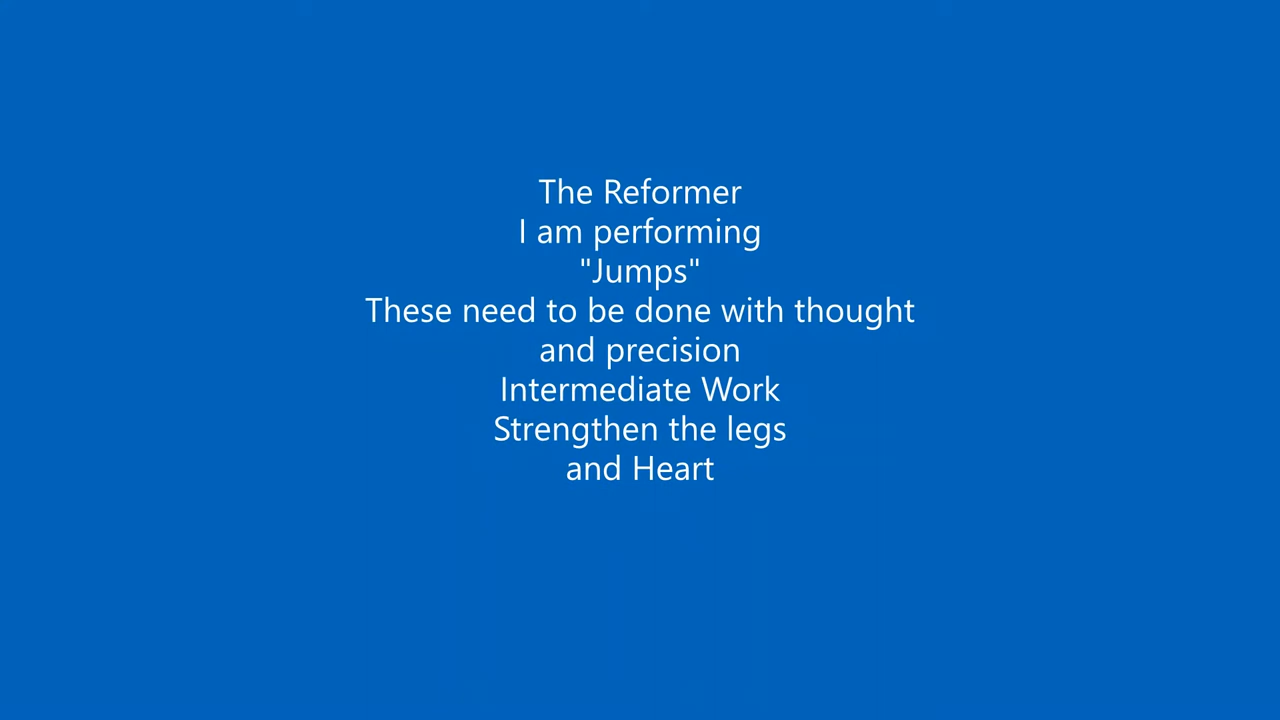 The Reformer
I am performing
"Jumps"
These need to be done with thought
and precision
Intermediate Work
Strengthen the legs
and Heart